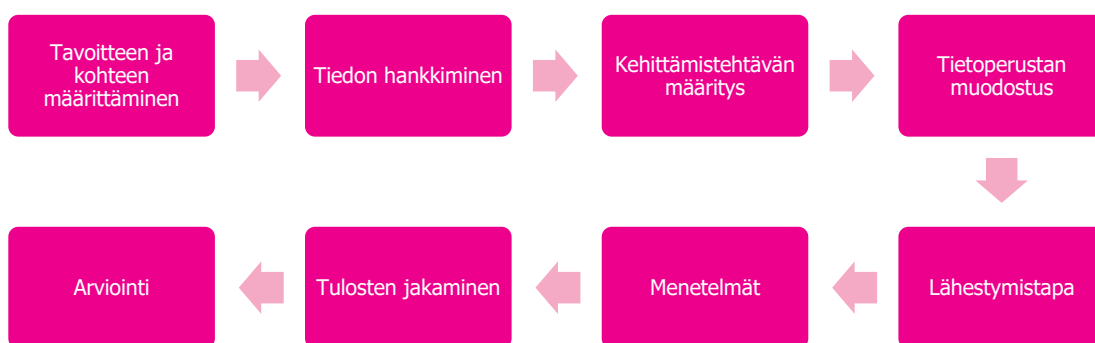 Tavoitteen ja
kohteen
määrittäminen
Tiedon hankkiminen
Kehittämistehtävän
määritys
Tietoperustan
muodostus
Lähestymistapa
Menetelmät
Tulosten jakaminen
Arviointi